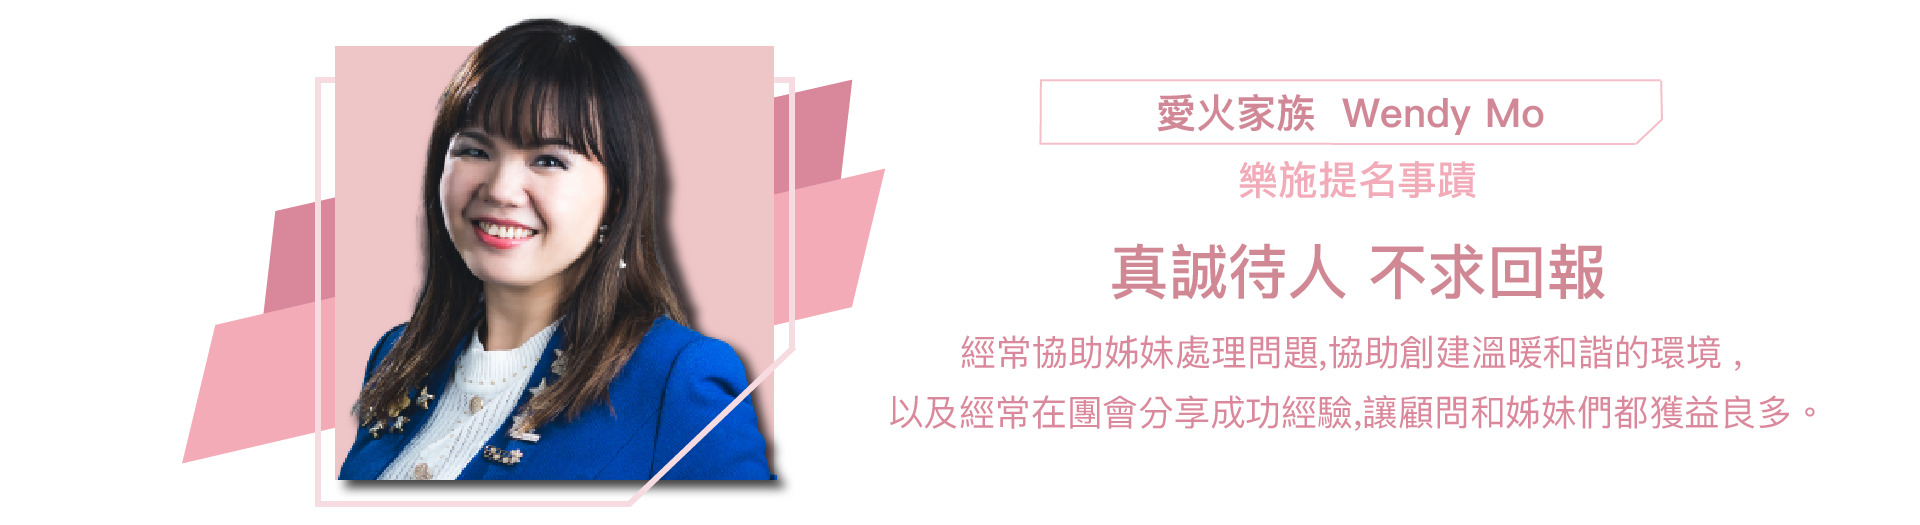 愛火家族 Wendy Mo
樂施提名事蹟
真誠待人 不求回報
經常協助姊妹處理問題,協助創建溫暖和諧的環境 ,
以及經常在團會分享成功經驗,讓顧問和姊妹們都獲益良多。